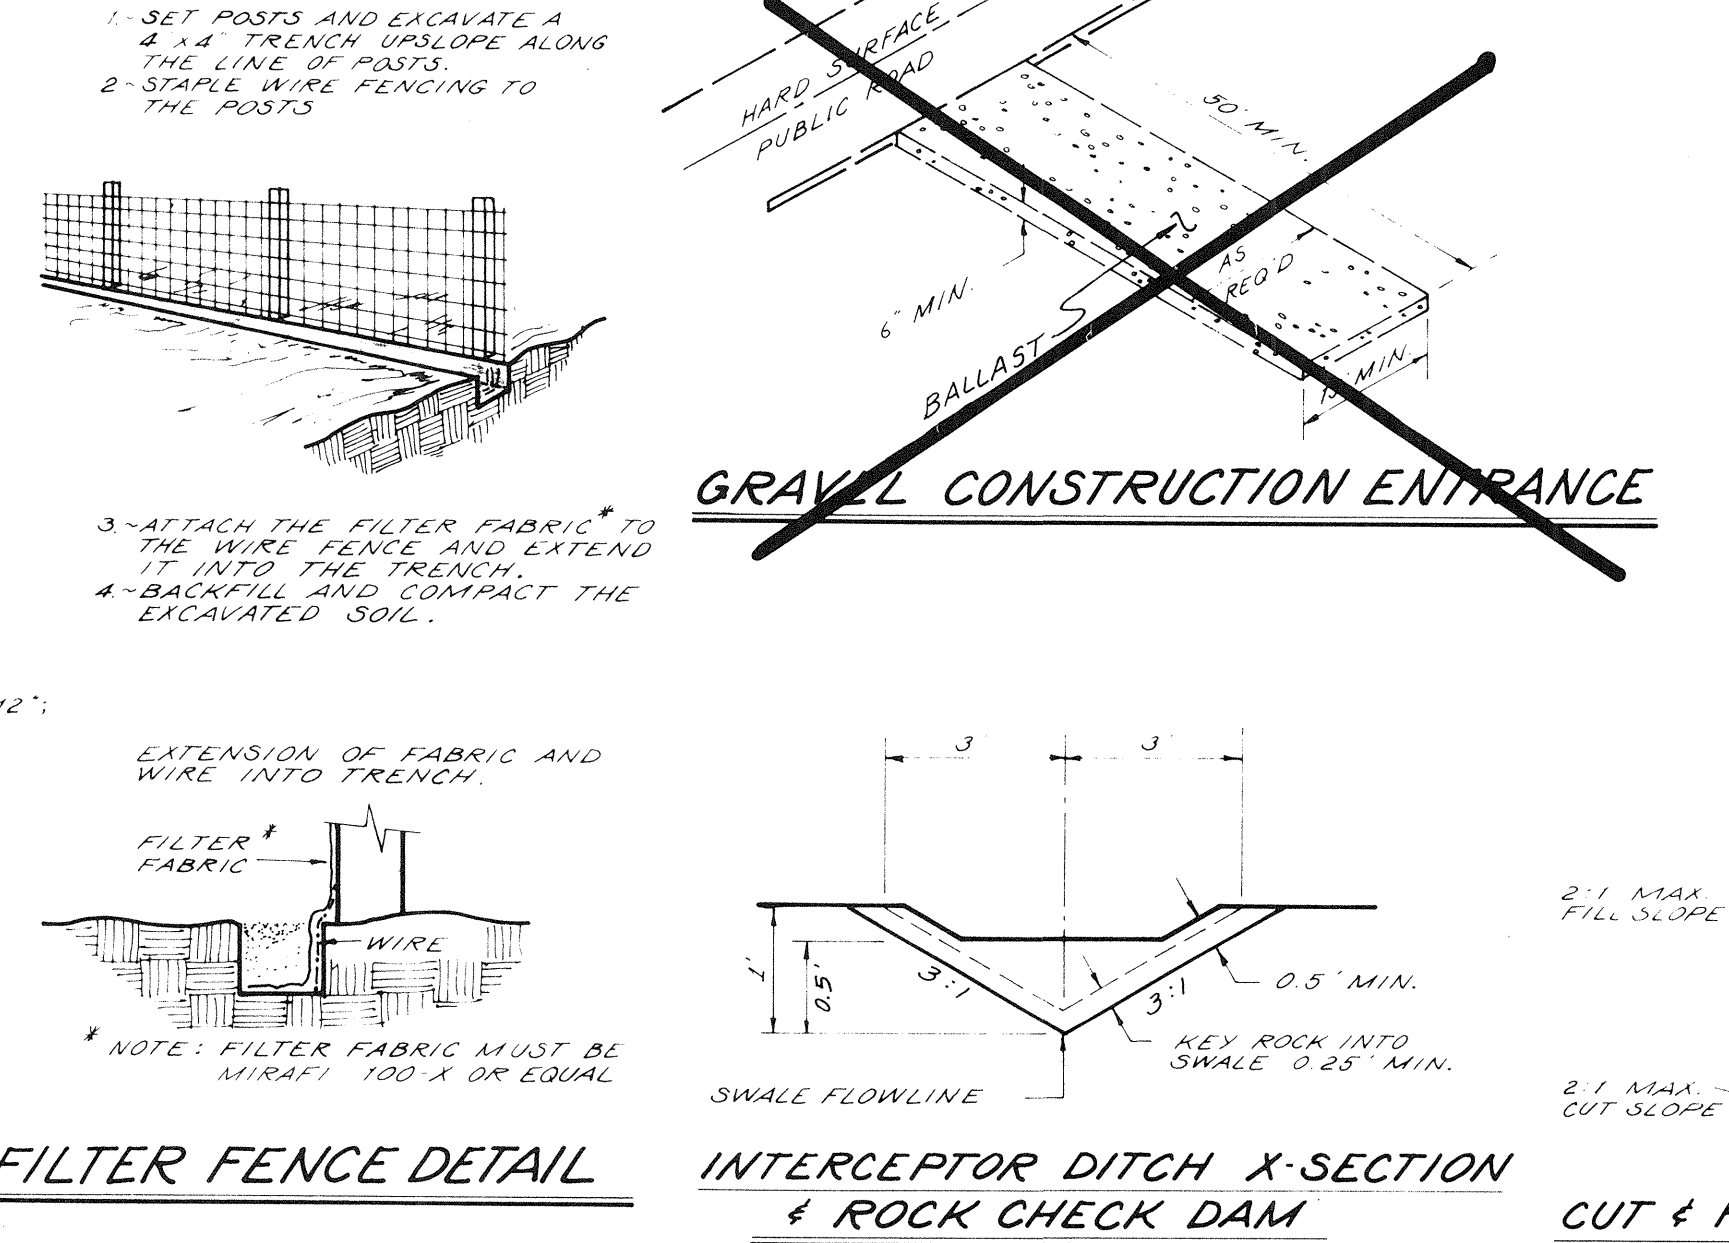 1.~SET POSTS AND EXCAVATE A
4"x4" TRENCH UPSLOPE ALONG
THE LINE OF POSTS.
2~STAPLE WIRE FENCING TO
THE POSTS
3.~ATTACH THE FILTER FABRIC* TO
THE WIRE FENCE AND EXTEND
IT INTO THE TRENCH.
4.~BACKFILL AND COMPACT THE
EXCAVATED SOIL.
12";
EXTENSION OF FABRIC AND
WIRE INTO TRENCH.
FILTER*
FABRIC
WIRE
* NOTE: FILTER FABRIC MUST BE
MIRAFI 100-X OR EQUAL
FILTER FENCE DETAIL
HARD SURFACE
PUBLIC ROAD
50' MIN.
AS
REQ'D
6" MIN.
BALLAST
15' MIN.
GRAVEL CONSTRUCTION ENTRANCE
3'
3'
1'
0.5'
3:1
3:1
0.5' MIN.
KEY ROCK INTO
SWALE 0.25' MIN.
SWALE FLOWLINE
INTERCEPTOR DITCH X-SECTION
& ROCK CHECK DAM
2:1 MAX.
FILL SLOPE
2:1 MAX.
CUT SLOPE
CUT &